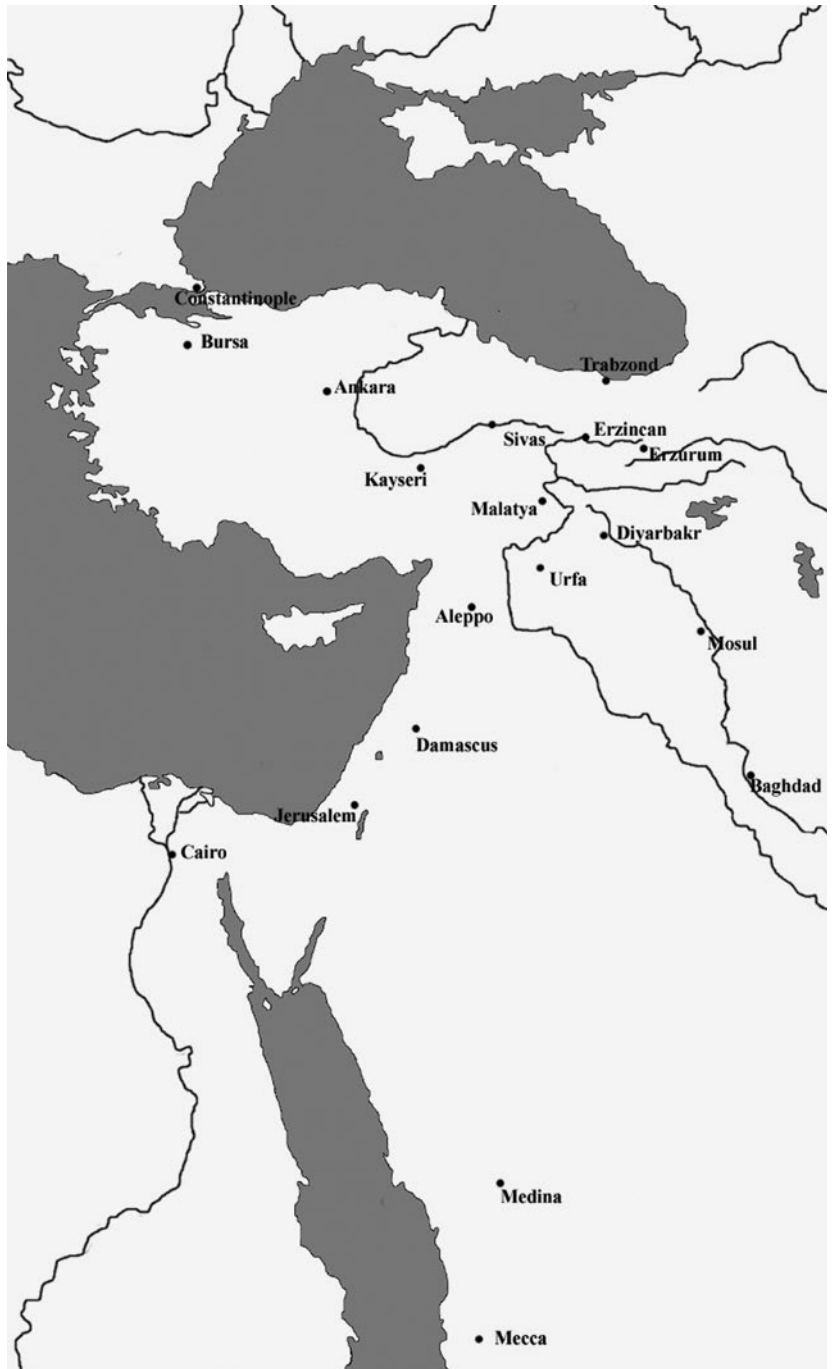 Constantinople
Bursa
Trabzond
Ankara
Erzincan
Sivas
Erzurum
Kayseri
Malatya
Diyarbakr
Urfa
Aleppo
Mosul
Damascus
Baghdad
Jerusalem
Cairo
Medina
Mecca